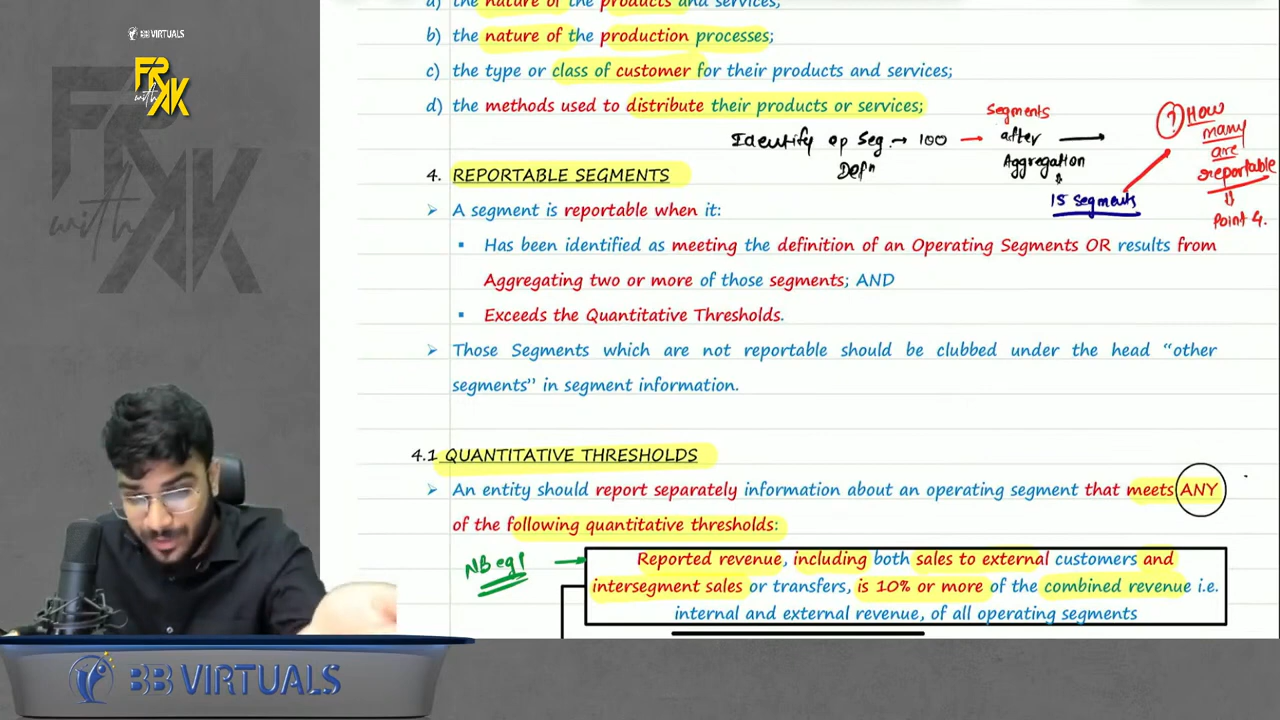 BB VIRTUALS
FR
with
AK
FR
with
AK
a) the nature of the products and services;
b) the nature of the production processes;
c) the type or class of customer for their products and services;
d) the methods used to distribute their products or services;
Identify op Seg. → 100 → Segments after Aggregation →
Defn
15 segments
? How
many
are
reportable
⇓
Point 4.
4. REPORTABLE SEGMENTS
➢ A segment is reportable when it:
▪ Has been identified as meeting the definition of an Operating Segments OR results from
Aggregating two or more of those segments; AND
▪ Exceeds the Quantitative Thresholds.
➢ Those Segments which are not reportable should be clubbed under the head “other
segments” in segment information.
4.1 QUANTITATIVE THRESHOLDS
➢ An entity should report separately information about an operating segment that meets ANY
of the following quantitative thresholds:
NB eg1 →
Reported revenue, including both sales to external customers and
intersegment sales or transfers, is 10% or more of the combined revenue i.e.
internal and external revenue, of all operating segments
BB VIRTUALS